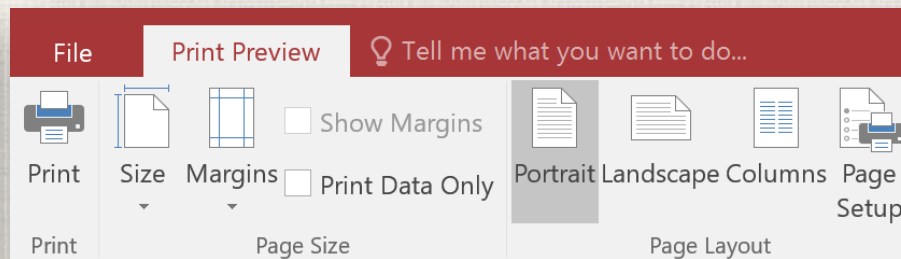 File Print Preview Tell me what you want to do...
Show Margins
Print Size Margins Print Data Only Portrait Landscape Columns Page
Setup
Print Page Size Page Layout